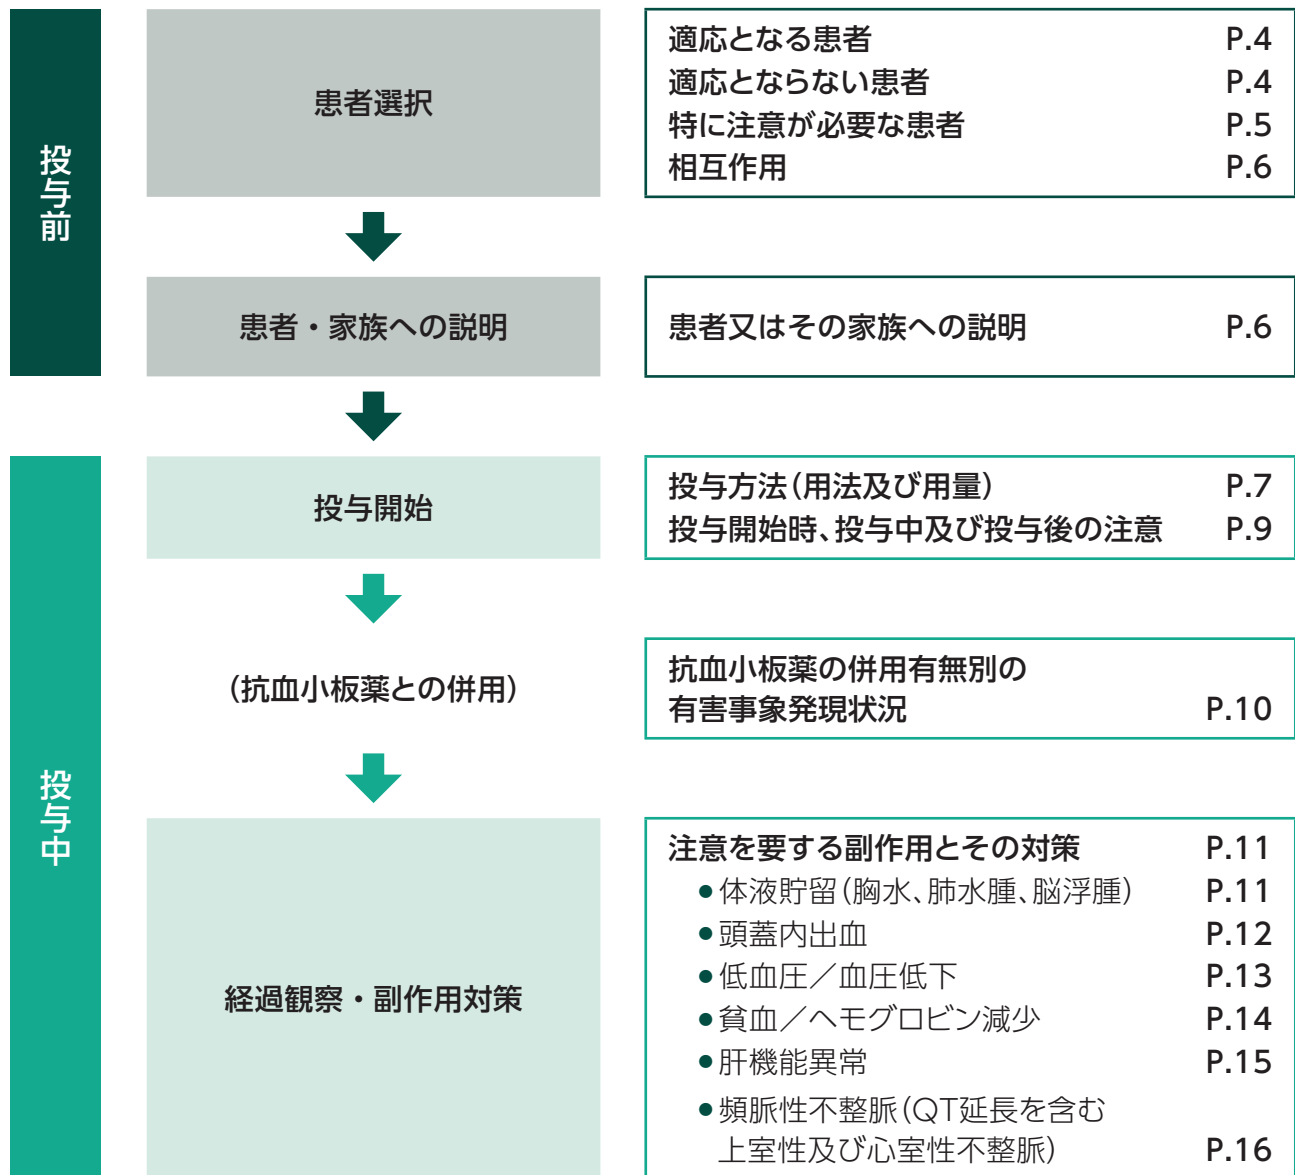 投与前
患者選択
適応となる患者 P.4
適応とならない患者 P.4
特に注意が必要な患者 P.5
相互作用 P.6
患者・家族への説明
患者又はその家族への説明 P.6
投与中
投与開始
投与方法(用法及び用量) P.7
投与開始時、投与中及び投与後の注意 P.9
(抗血小板薬との併用)
抗血小板薬の併用有無別の
有害事象発現状況 P.10
経過観察・副作用対策
注意を要する副作用とその対策 P.11
●体液貯留(胸水、肺水腫、脳浮腫) P.11
●頭蓋内出血 P.12
●低血圧/血圧低下 P.13
●貧血/ヘモグロビン減少 P.14
●肝機能異常 P.15
●頻脈性不整脈(QT延長を含む
上室性及び心室性不整脈) P.16